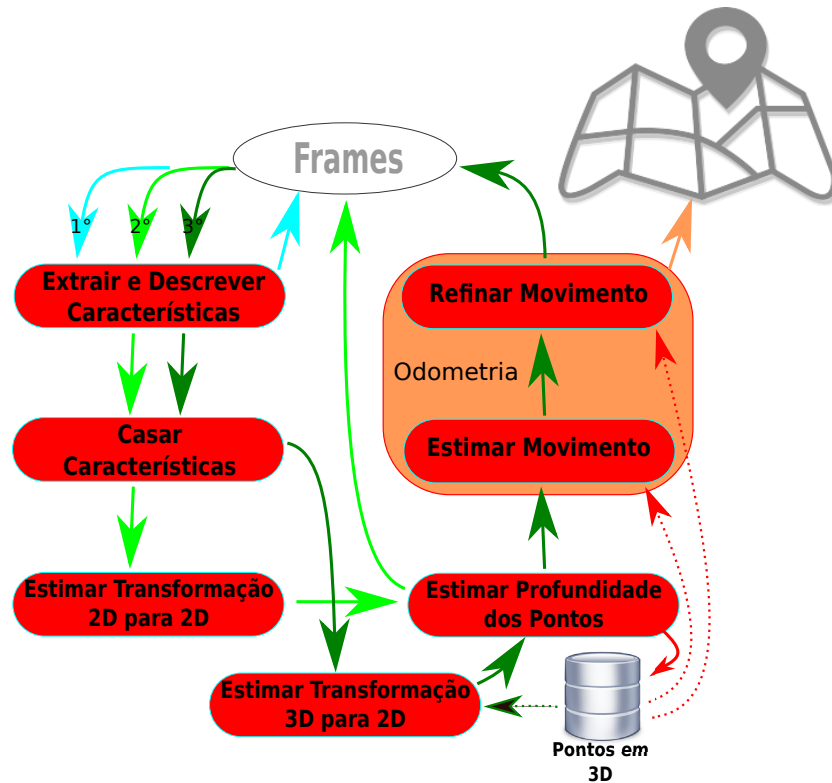 Frames
1°
2°
3°
Extrair e Descrever
Características
Refinar Movimento
Odometria
Casar
Características
Estimar Movimento
Estimar Transformação
2D para 2D
Estimar Profundidade
dos Pontos
Estimar Transformação
3D para 2D
Pontos em
3D